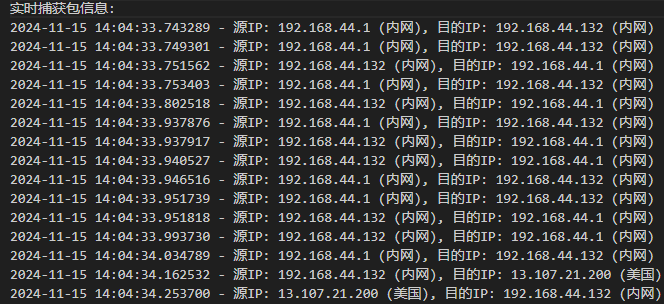 实时捕获包信息:
2024-11-15 14:04:33.743289 - 源IP: 192.168.44.1 (内网), 目的IP: 192.168.44.132 (内网)
2024-11-15 14:04:33.749301 - 源IP: 192.168.44.1 (内网), 目的IP: 192.168.44.132 (内网)
2024-11-15 14:04:33.751562 - 源IP: 192.168.44.132 (内网), 目的IP: 192.168.44.1 (内网)
2024-11-15 14:04:33.753403 - 源IP: 192.168.44.1 (内网), 目的IP: 192.168.44.132 (内网)
2024-11-15 14:04:33.802518 - 源IP: 192.168.44.132 (内网), 目的IP: 192.168.44.1 (内网)
2024-11-15 14:04:33.937876 - 源IP: 192.168.44.1 (内网), 目的IP: 192.168.44.132 (内网)
2024-11-15 14:04:33.937917 - 源IP: 192.168.44.132 (内网), 目的IP: 192.168.44.1 (内网)
2024-11-15 14:04:33.940527 - 源IP: 192.168.44.132 (内网), 目的IP: 192.168.44.1 (内网)
2024-11-15 14:04:33.946516 - 源IP: 192.168.44.1 (内网), 目的IP: 192.168.44.132 (内网)
2024-11-15 14:04:33.951739 - 源IP: 192.168.44.1 (内网), 目的IP: 192.168.44.132 (内网)
2024-11-15 14:04:33.951818 - 源IP: 192.168.44.132 (内网), 目的IP: 192.168.44.1 (内网)
2024-11-15 14:04:33.993730 - 源IP: 192.168.44.132 (内网), 目的IP: 192.168.44.1 (内网)
2024-11-15 14:04:34.034789 - 源IP: 192.168.44.1 (内网), 目的IP: 192.168.44.132 (内网)
2024-11-15 14:04:34.162532 - 源IP: 192.168.44.132 (内网), 目的IP: 13.107.21.200 (美国)
2024-11-15 14:04:34.253700 - 源IP: 13.107.21.200 (美国), 目的IP: 192.168.44.132 (内网)